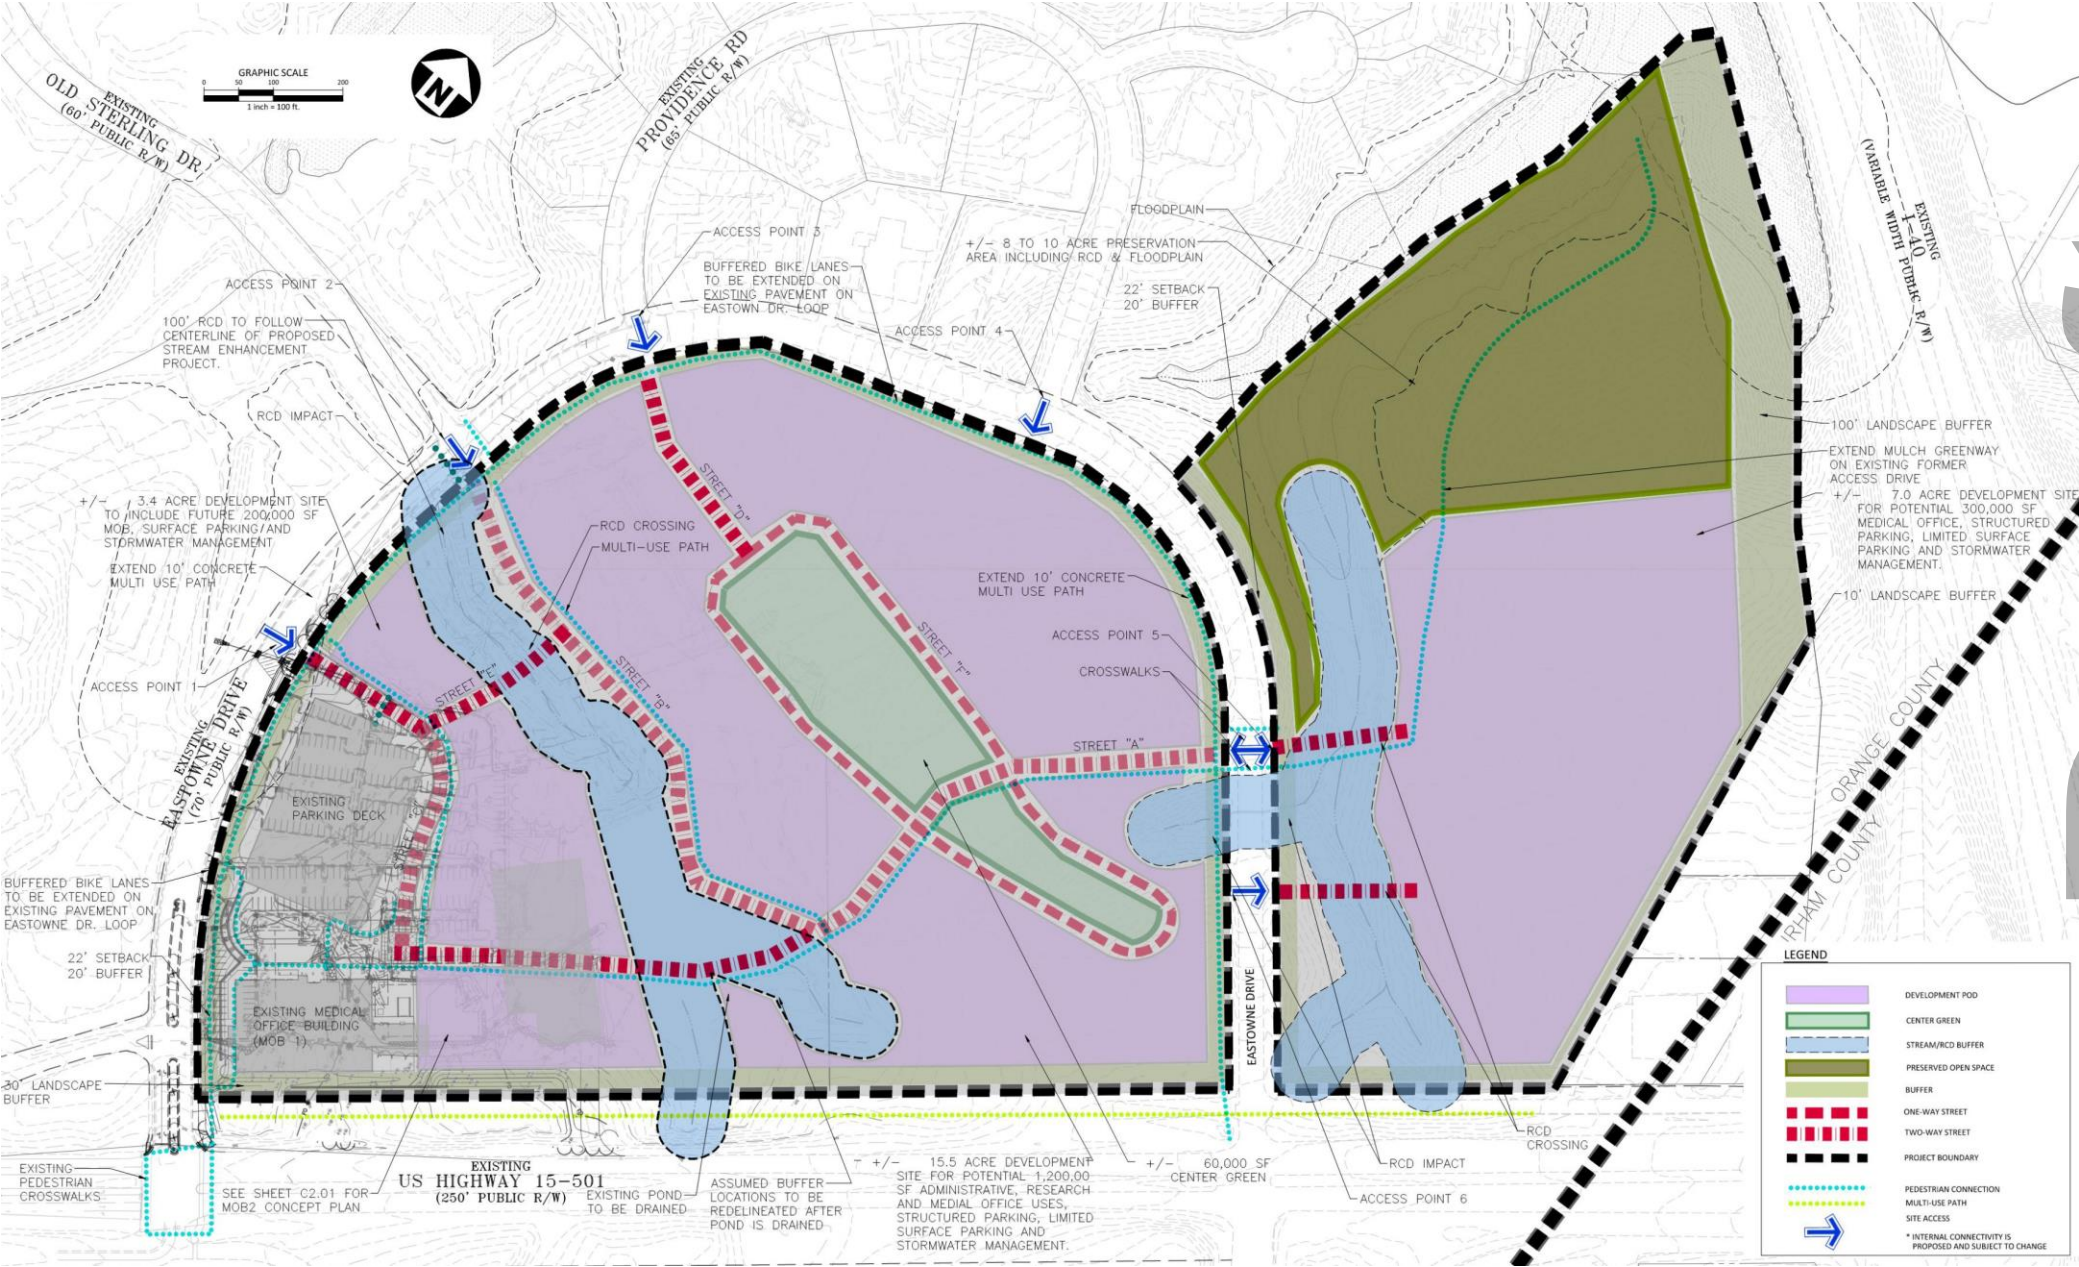 GRAPHIC SCALE
0 50 100 200
1 inch = 100 ft.
N
EXISTING
OLD STERLING DR
(60' PUBLIC R/W)
EXISTING
PROVIDENCE RD
(65' PUBLIC R/W)
EXISTING
I-40
(VARIABLE WIDTH PUBLIC R/W)
FLOODPLAIN
+/- 8 TO 10 ACRE PRESERVATION
AREA INCLUDING RCD & FLOODPLAIN
22' SETBACK
20' BUFFER
ACCESS POINT 3
BUFFERED BIKE LANES
TO BE EXTENDED ON
EXISTING PAVEMENT ON
EASTOWN DR. LOOP
ACCESS POINT 4
ACCESS POINT 2
100' RCD TO FOLLOW
CENTERLINE OF PROPOSED
STREAM ENHANCEMENT
PROJECT.
RCD IMPACT
+/- 3.4 ACRE DEVELOPMENT SITE
TO INCLUDE FUTURE 200,000 SF
MOB, SURFACE PARKING/AND
STORMWATER MANAGEMENT
EXTEND 10' CONCRETE
MULTI USE PATH
ACCESS POINT 1
EXISTING
EASTOWNE DRIVE
(70' PUBLIC R/W)
RCD CROSSING
MULTI-USE PATH
STREET "D"
STREET "E"
STREET "B"
STREET "F"
STREET "A"
EXTEND 10' CONCRETE
MULTI USE PATH
ACCESS POINT 5
CROSSWALKS
100' LANDSCAPE BUFFER
EXTEND MULCH GREENWAY
ON EXISTING FORMER
ACCESS DRIVE
+/- 7.0 ACRE DEVELOPMENT SITE
FOR POTENTIAL 300,000 SF
MEDICAL OFFICE, STRUCTURED
PARKING, LIMITED SURFACE
PARKING AND STORMWATER
MANAGEMENT.
10' LANDSCAPE BUFFER
ORANGE COUNTY
EXISTING
PARKING DECK
BUFFERED BIKE LANES
TO BE EXTENDED ON
EXISTING PAVEMENT ON
EASTOWNE DR. LOOP
22' SETBACK
20' BUFFER
EXISTING MEDICAL
OFFICE BUILDING
(MOB 1)
30' LANDSCAPE
BUFFER
EASTOWNE DRIVE
EXISTING
PEDESTRIAN
CROSSWALKS
SEE SHEET C2.01 FOR
MOB2 CONCEPT PLAN
EXISTING
US HIGHWAY 15-501
(250' PUBLIC R/W)
EXISTING POND
TO BE DRAINED
ASSUMED BUFFER
LOCATIONS TO BE
REDELINEATED AFTER
POND IS DRAINED
+/- 15.5 ACRE DEVELOPMENT
SITE FOR POTENTIAL 1,200,00
SF ADMINISTRATIVE, RESEARCH
AND MEDIAL OFFICE USES,
STRUCTURED PARKING, LIMITED
SURFACE PARKING AND
STORMWATER MANAGEMENT.
+/- 60,000 SF
CENTER GREEN
RCD IMPACT
ACCESS POINT 6
RCD
CROSSING
LEGEND
DEVELOPMENT POD
CENTER GREEN
STREAM/RCD BUFFER
PRESERVED OPEN SPACE
BUFFER
ONE-WAY STREET
TWO-WAY STREET
PROJECT BOUNDARY
PEDESTRIAN CONNECTION
MULTI-USE PATH
SITE ACCESS
* INTERNAL CONNECTIVITY IS
PROPOSED AND SUBJECT TO CHANGE